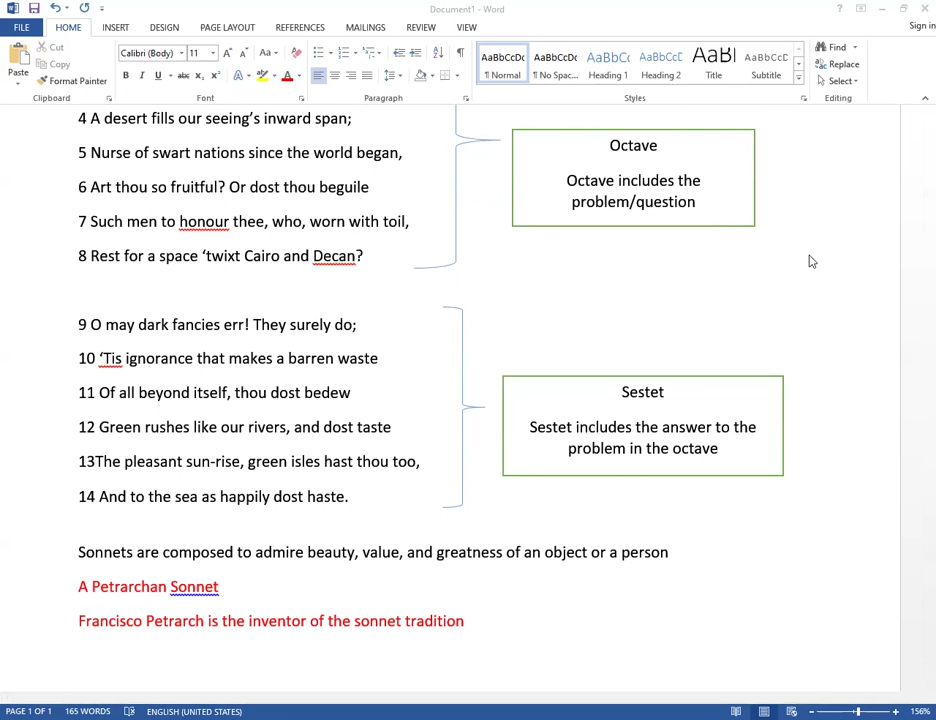 Document1 - Word
FILE HOME INSERT DESIGN PAGE LAYOUT REFERENCES MAILINGS REVIEW VIEW Sign in
Paste
Cut
Copy
Format Painter
Calibri (Body) 11
AaBbCcDc AaBbCcDc AaBbCc AaBbCcD AaBl AaBbCcD
¶ Normal ¶ No Spac... Heading 1 Heading 2 Title Subtitle
Find
Replace
Select
Clipboard Font Paragraph Styles Editing
4 A desert fills our seeing’s inward span;
5 Nurse of swart nations since the world began,
6 Art thou so fruitful? Or dost thou beguile
7 Such men to honour thee, who, worn with toil,
8 Rest for a space ‘twixt Cairo and Decan?
Octave
Octave includes the
problem/question
9 O may dark fancies err! They surely do;
10 ‘Tis ignorance that makes a barren waste
11 Of all beyond itself, thou dost bedew
12 Green rushes like our rivers, and dost taste
13The pleasant sun-rise, green isles hast thou too,
14 And to the sea as happily dost haste.
Sestet
Sestet includes the answer to the
problem in the octave
Sonnets are composed to admire beauty, value, and greatness of an object or a person
A Petrarchan Sonnet
Francisco Petrarch is the inventor of the sonnet tradition
PAGE 1 OF 1 165 WORDS ENGLISH (UNITED STATES) 156%